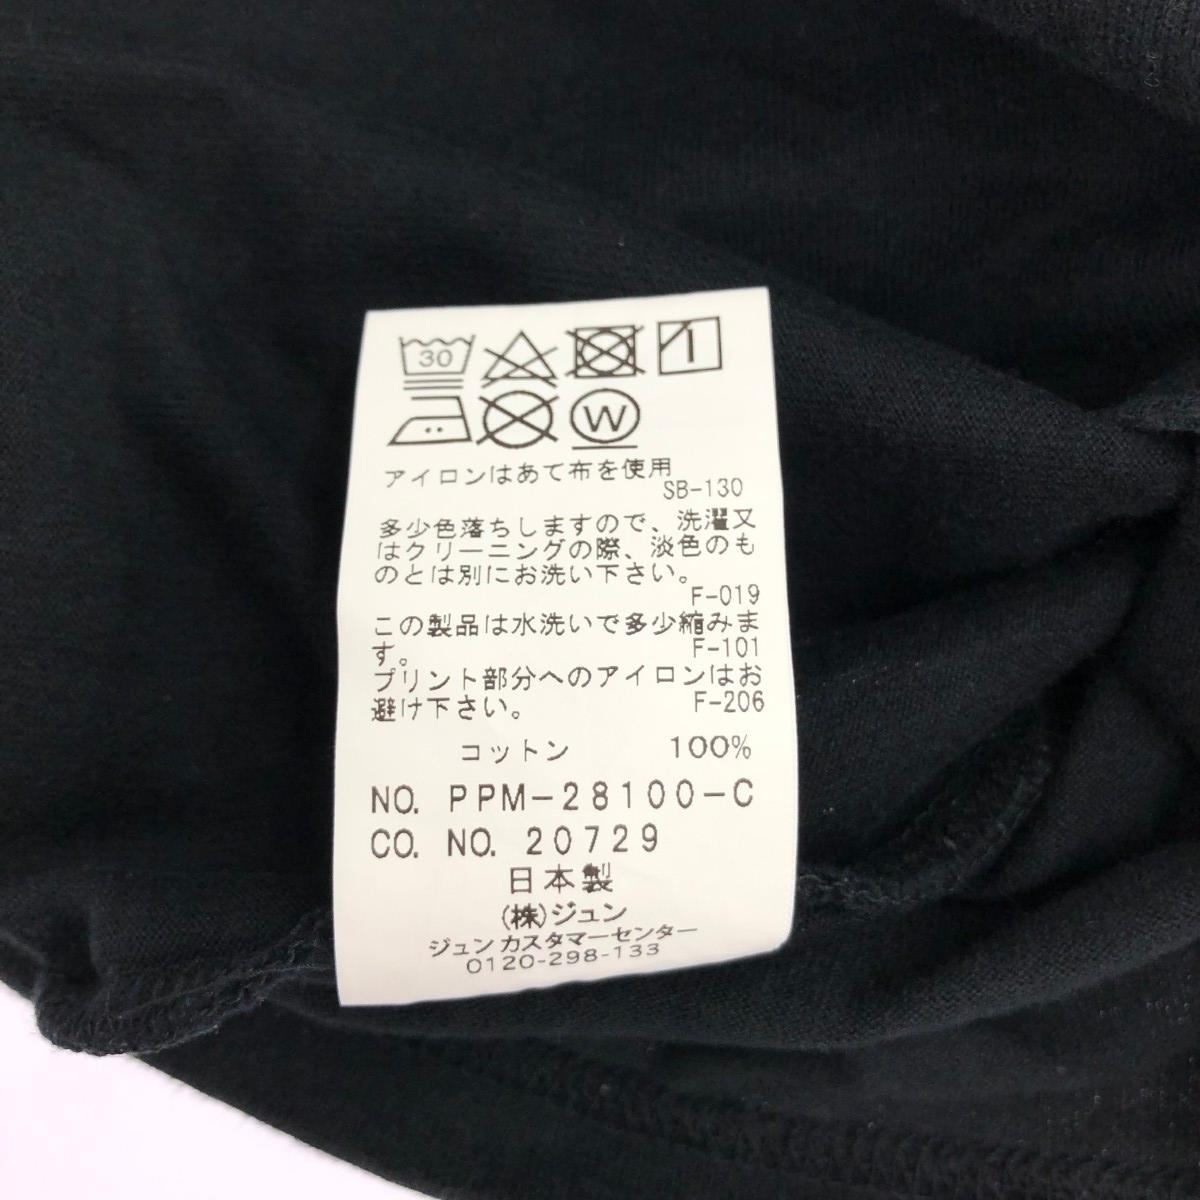 30
W
アイロンはあて布を使用
SB-130
多少色落ちしますので、洗濯又
はクリーニングの際、淡色のも
のとは別にお洗い下さい。
F-019
この製品は水洗いで多少縮みま
す。 F-101
プリント部分へのアイロンはお
避け下さい。 F-206
コットン 100%
NO. PPM-28100-C
CO. NO. 20729
日本製
(株)ジュン
ジュン カスタマーセンター
0120-298-133